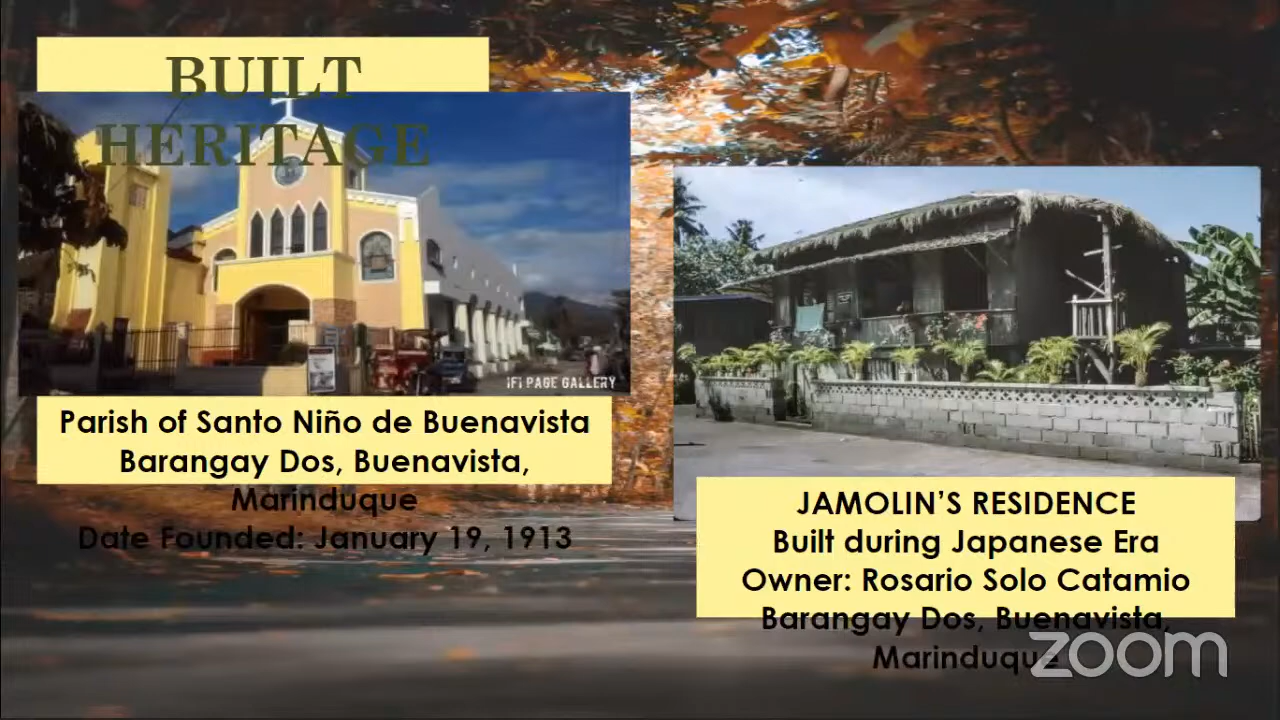 BUILT
HERITAGE
IFI PAGE GALLERY
Parish of Santo Niño de Buenavista
Barangay Dos, Buenavista,
Marinduque
Date Founded: January 19, 1913
JAMOLIN’S RESIDENCE
Built during Japanese Era
Owner: Rosario Solo Catamio
Barangay Dos, Buenavista,
Marinduque
zoom